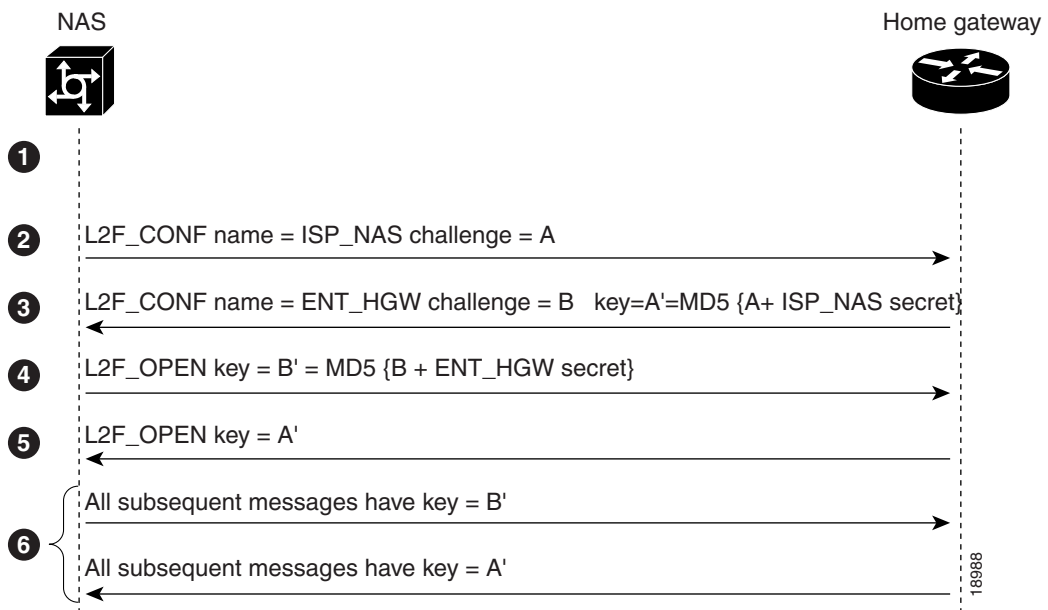 NAS
Home gateway
1
2
L2F_CONF name = ISP_NAS challenge = A
3
L2F_CONF name = ENT_HGW challenge = B key=A'=MD5 {A+ ISP_NAS secret}
4
L2F_OPEN key = B' = MD5 {B + ENT_HGW secret}
5
L2F_OPEN key = A'
6
All subsequent messages have key = B'
All subsequent messages have key = A'
18988